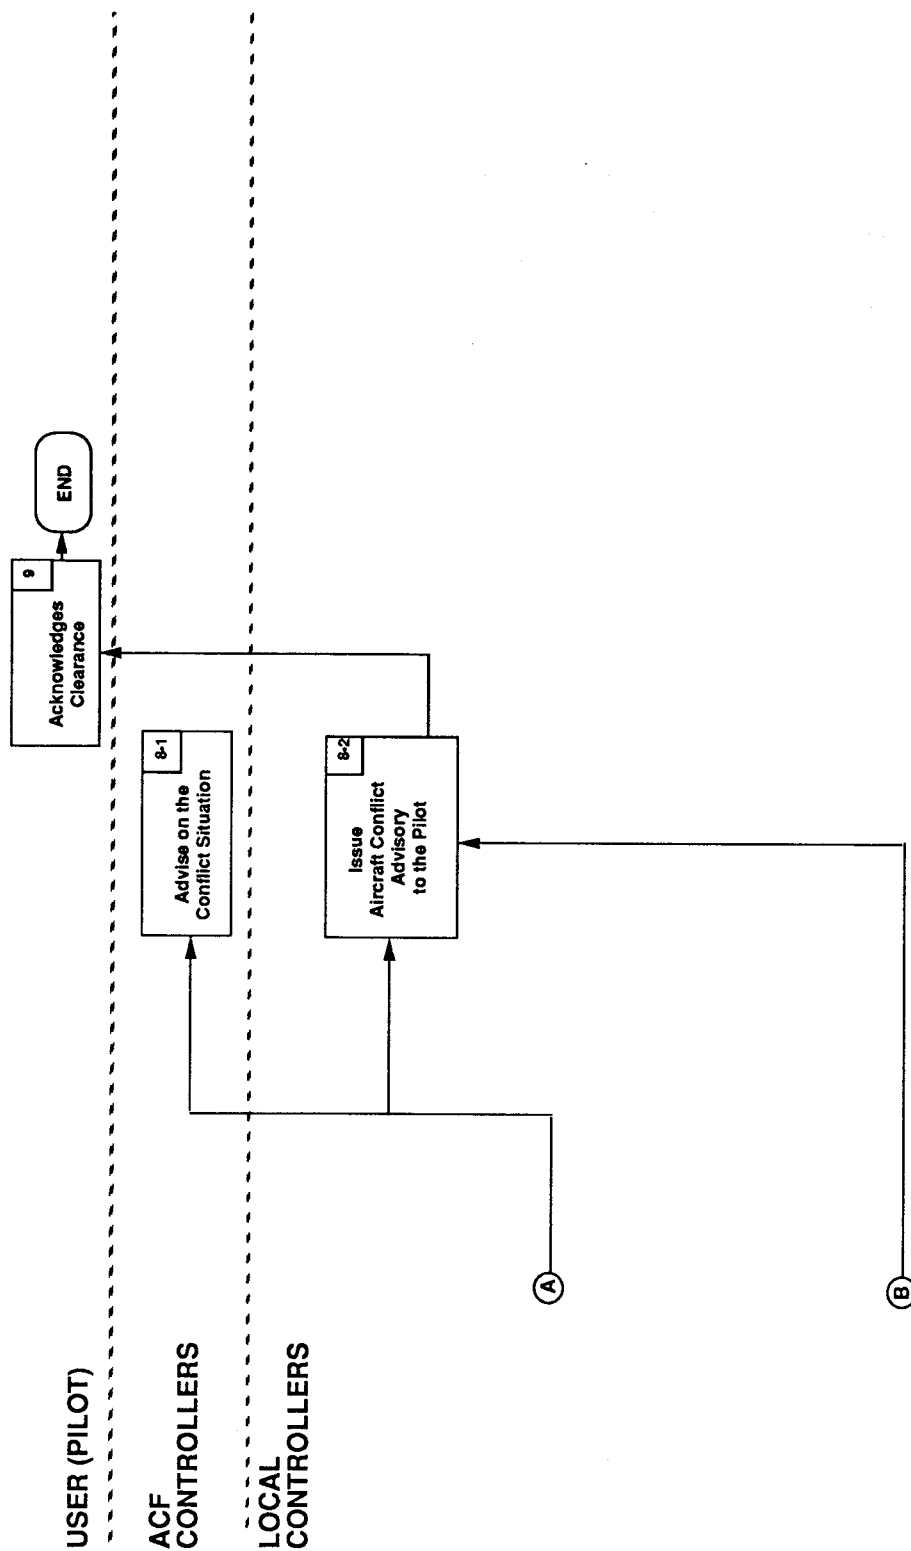 USER (PILOT)
9
Acknowledges
Clearance
END
ACF
CONTROLLERS
8-1
Advise on the
Conflict Situation
LOCAL
CONTROLLERS
8-2
Issue
Aircraft Conflict
Advisory
to the Pilot
A
B